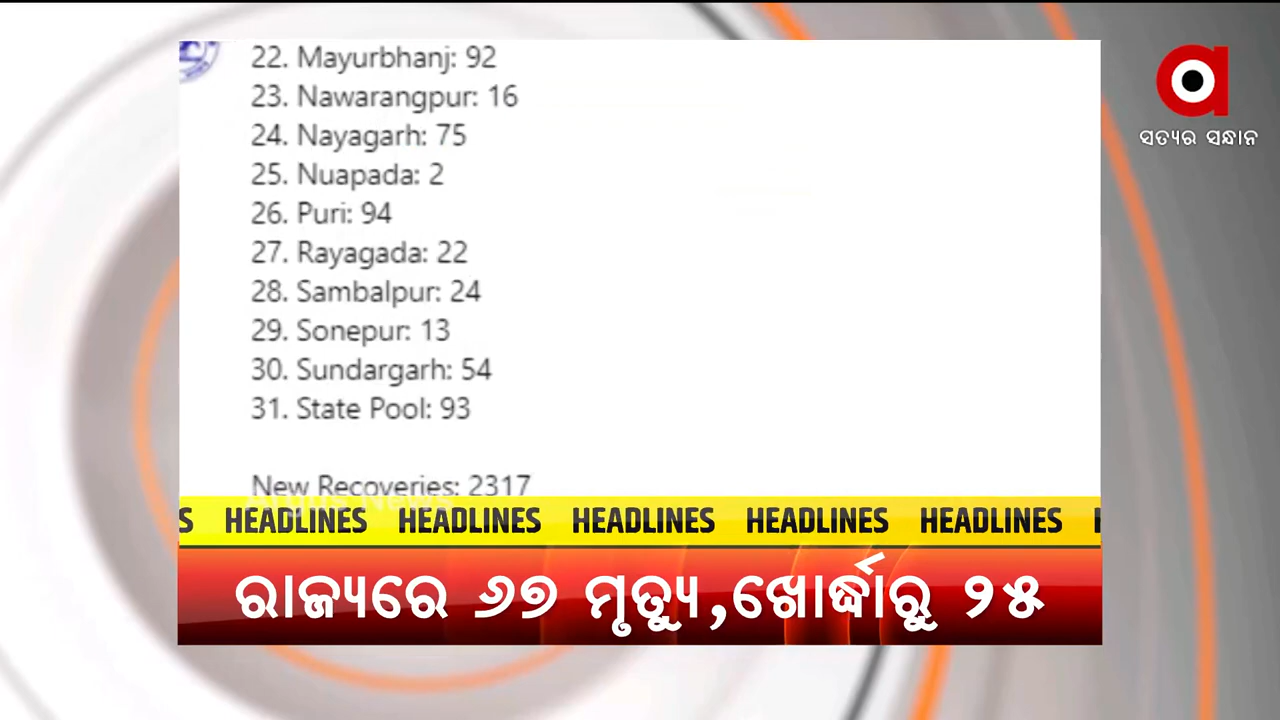 22. Mayurbhanj: 92
23. Nawarangpur: 16
24. Nayagarh: 75
25. Nuapada: 2
26. Puri: 94
27. Rayagada: 22
28. Sambalpur: 24
29. Sonepur: 13
30. Sundargarh: 54
31. State Pool: 93
New Recoveries: 2317
ସତ୍ୟର ସନ୍ଧାନ
Argus News
S HEADLINES HEADLINES HEADLINES HEADLINES HEADLINES H
ରାଜ୍ୟରେ ୬୭ ମୃତ୍ୟୁ,ଖୋର୍ଦ୍ଧାରୁ ୨୫